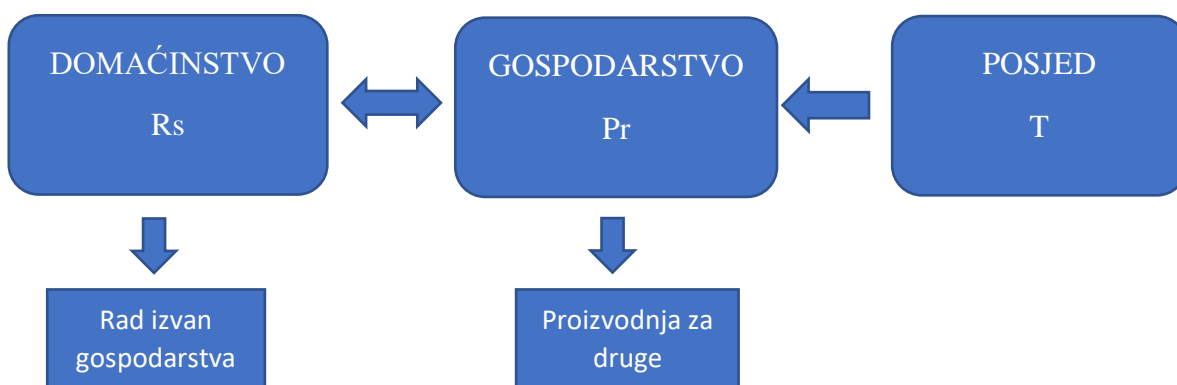 DOMAĆINSTVO
Rs
GOSPODARSTVO
Pr
POSJED
T
Rad izvan
gospodarstva
Proizvodnja za
druge